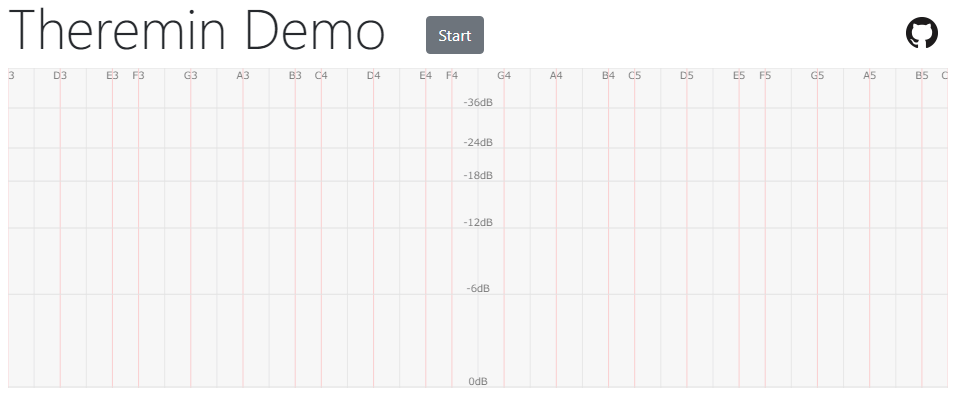 Theremin Demo
Start
3 D3 E3 F3 G3 A3 B3 C4 D4 E4 F4 G4 A4 B4 C5 D5 E5 F5 G5 A5 B5 C
-36dB
-24dB
-18dB
-12dB
-6dB
0dB